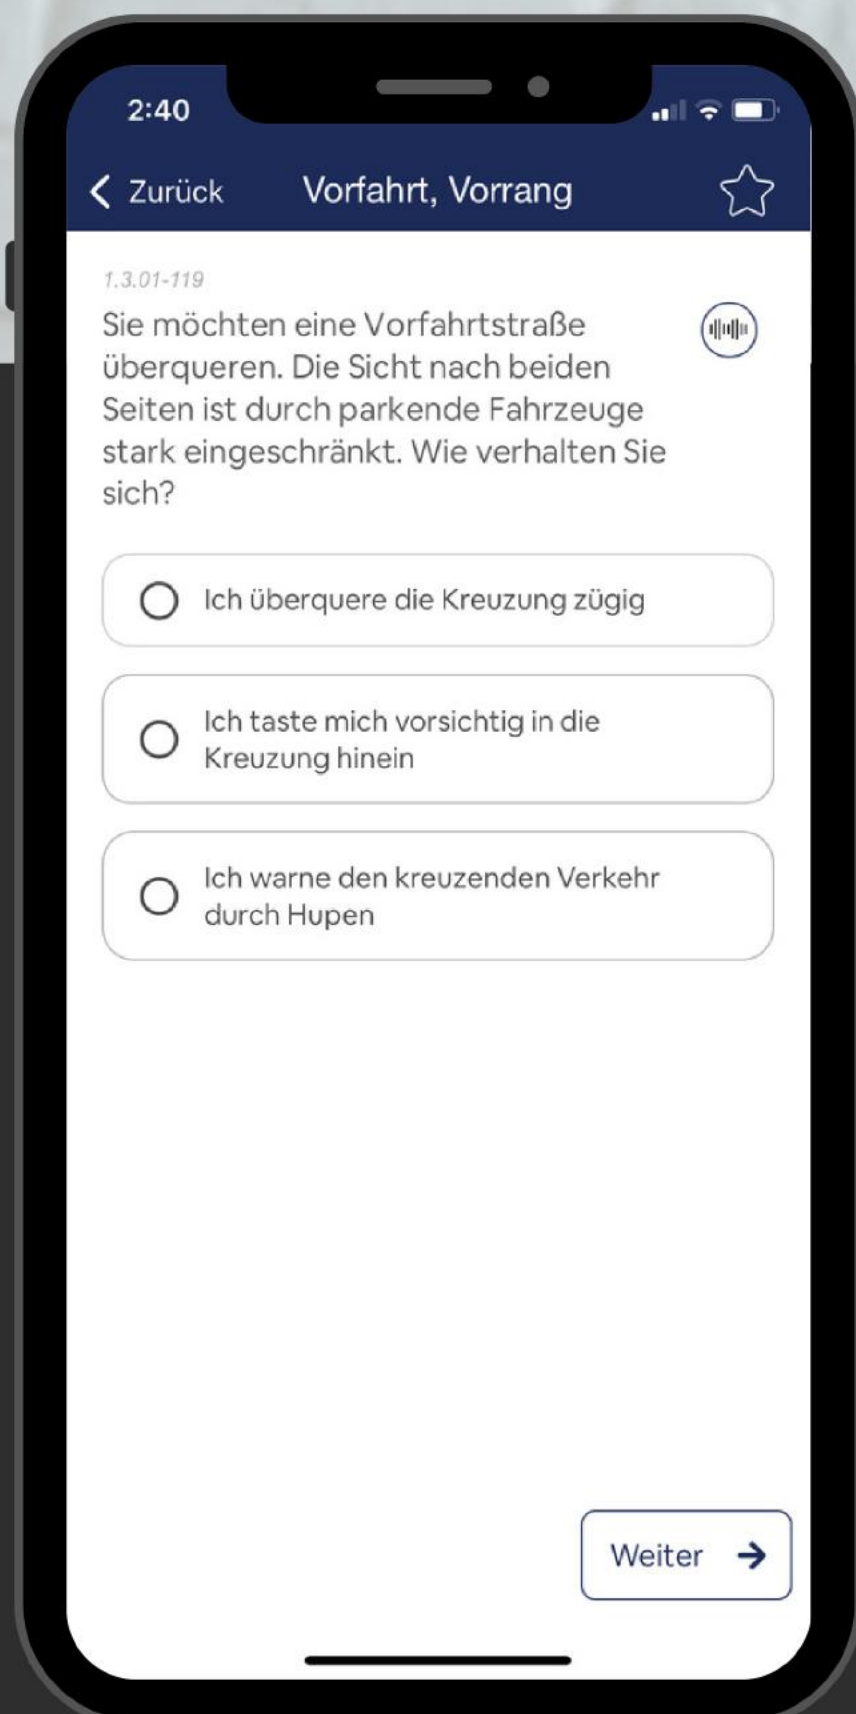 2:40
Zurück
Vorfahrt, Vorrang
1.3.01-119
Sie möchten eine Vorfahrtstraße
überqueren. Die Sicht nach beiden
Seiten ist durch parkende Fahrzeuge
stark eingeschränkt. Wie verhalten Sie
sich?
Ich überquere die Kreuzung zügig
Ich taste mich vorsichtig in die
Kreuzung hinein
Ich warne den kreuzenden Verkehr
durch Hupen
Weiter